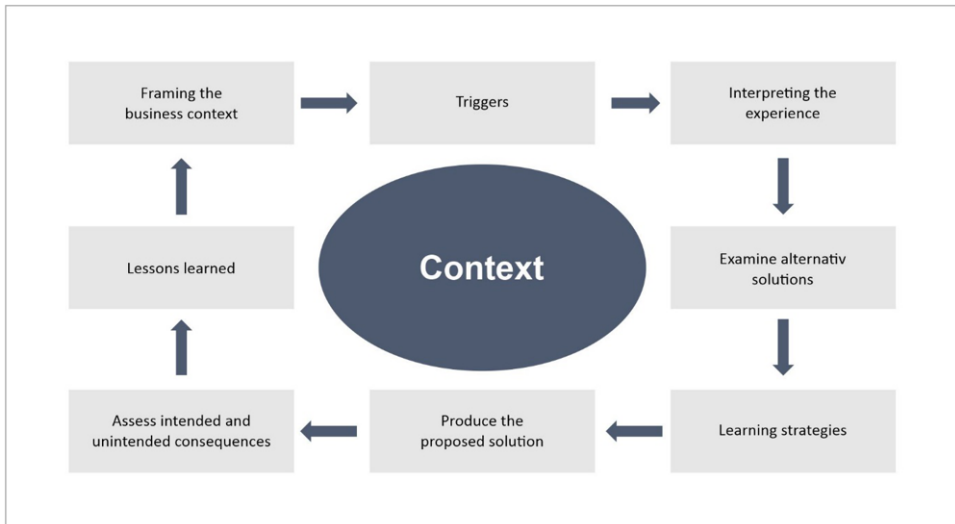 Framing the
business context
Triggers
Interpreting the
experience
Context
Lessons learned
Examine alternativ
solutions
Assess intended and
unintended consequences
Produce the
proposed solution
Learning strategies